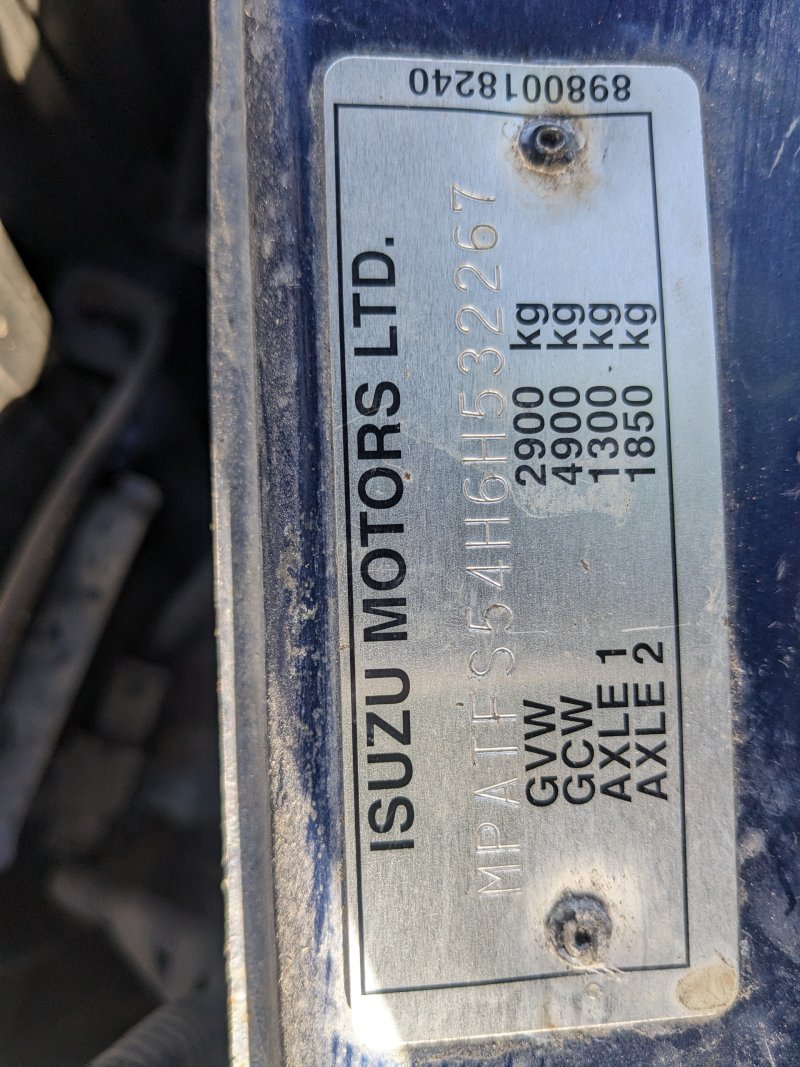 ISUZU MOTORS LTD.
MPATFS54H6H532267
GVW 2900 kg
GCW 4900 kg
AXLE 1 1300 kg
AXLE 2 1850 kg
8980018240